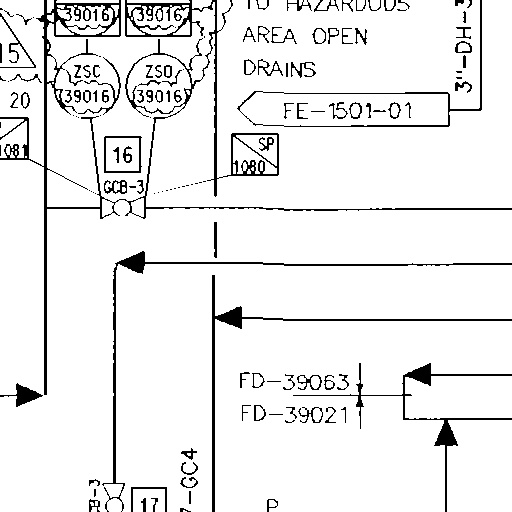 39016
39016
TO HAZARDOUS
AREA OPEN
DRAINS
3"-DH-3
15
ZSC
39016
ZSO
39016
20
FE-1501-01
1081
16
SP
1080
GCB-3
FD-39063
FD-39021
7-GC4
17
P